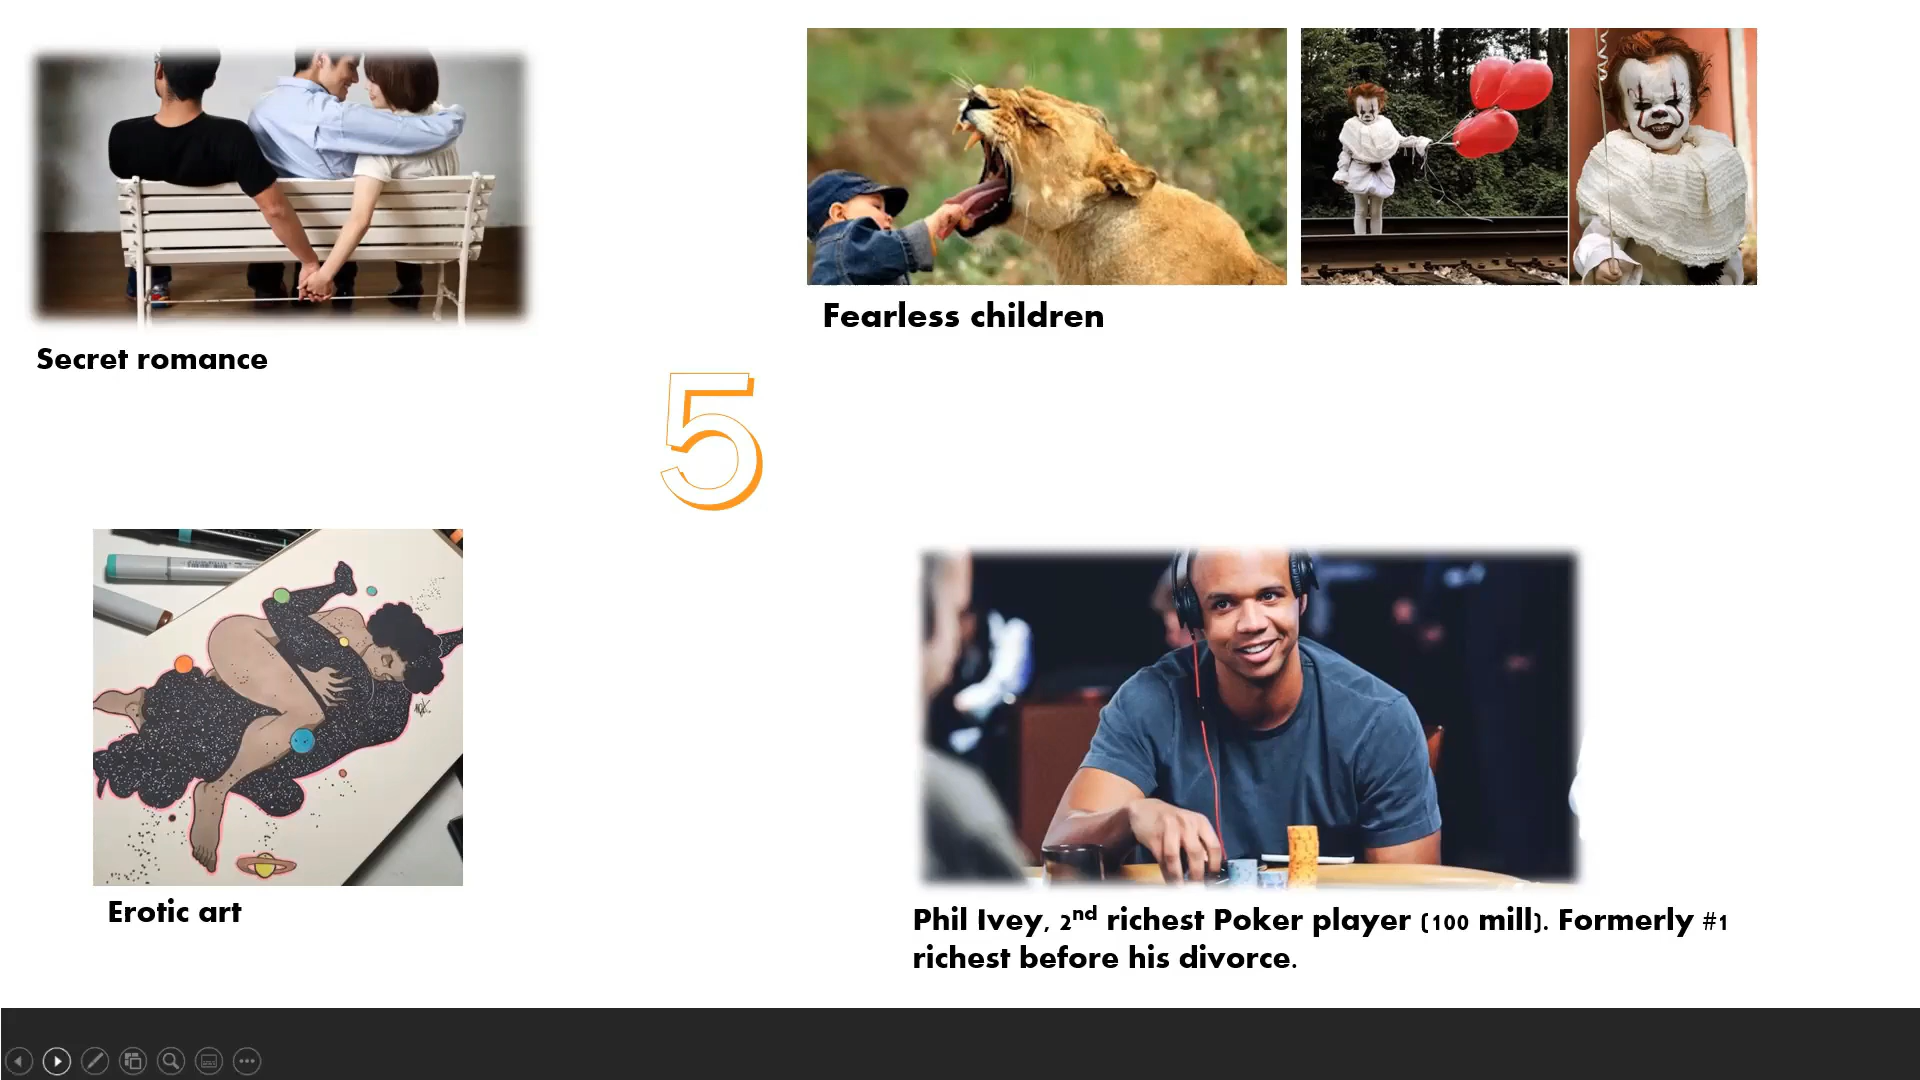 Fearless children
Secret romance
5
Erotic art
Phil Ivey, 2nd richest Poker player (100 mill). Formerly #1
richest before his divorce.